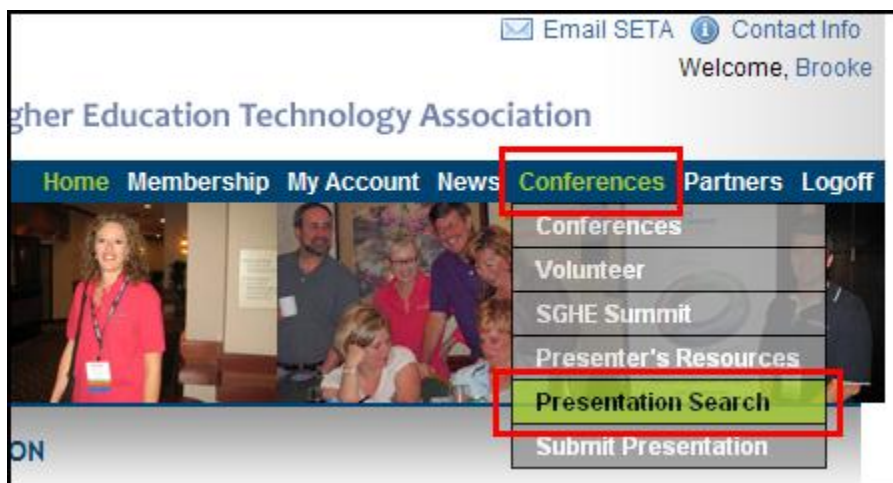 Email SETA Contact Info
Welcome, Brooke
gher Education Technology Association
Home Membership My Account News Conferences Partners Logoff
Conferences
Volunteer
SGHE Summit
Presenter's Resources
Presentation Search
Submit Presentation
ON